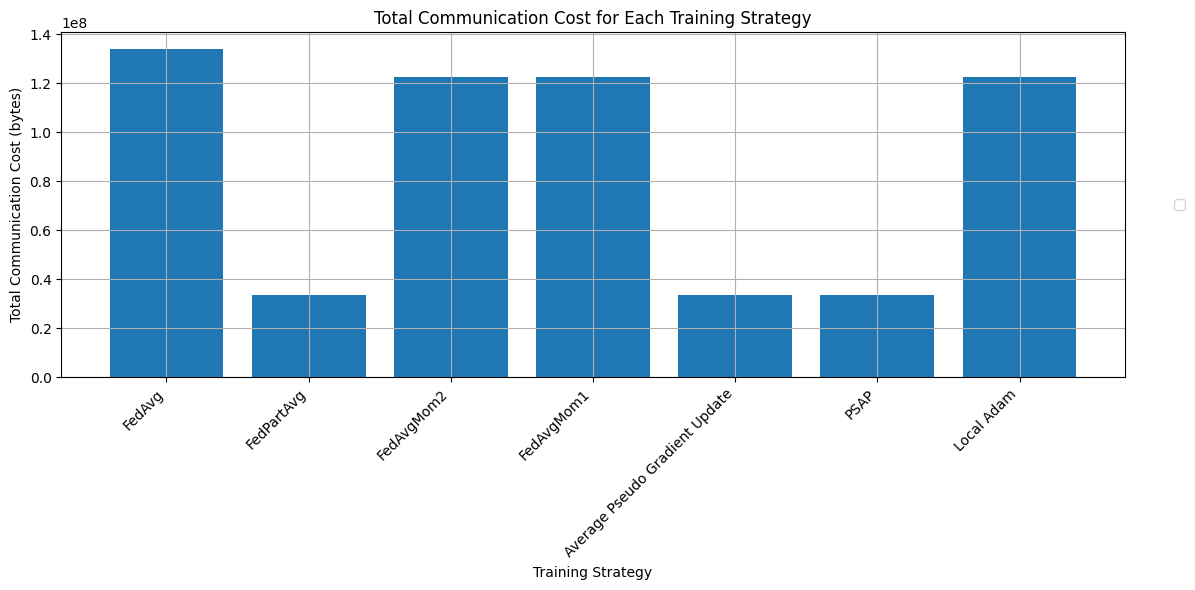 Total Communication Cost for Each Training Strategy
1e8
1.4
1.2
1.0
0.8
0.6
0.4
0.2
0.0
Total Communication Cost (bytes)
FedAvg
FedPartAvg
FedAvgMom2
FedAvgMom1
Average Pseudo Gradient Update
PSAP
Local Adam
Training Strategy